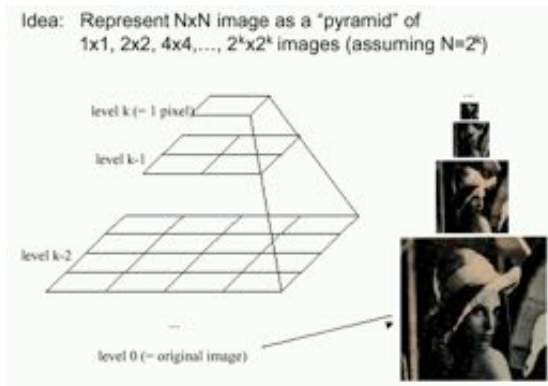 Idea: Represent NxN image as a “pyramid” of
1x1, 2x2, 4x4,..., 2ᵏx2ᵏ images (assuming N=2ᵏ)
level k (= 1 pixel)
level k-1
level k-2
...
level 0 (= original image)
...